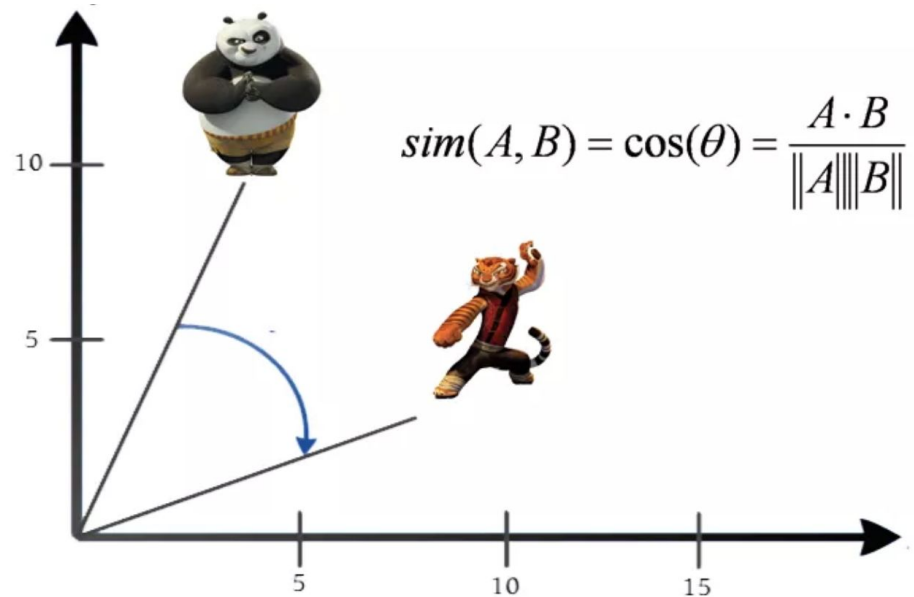 10
sim(A, B) = cos(θ) = A · B / ‖A‖‖B‖
5
5 10 15